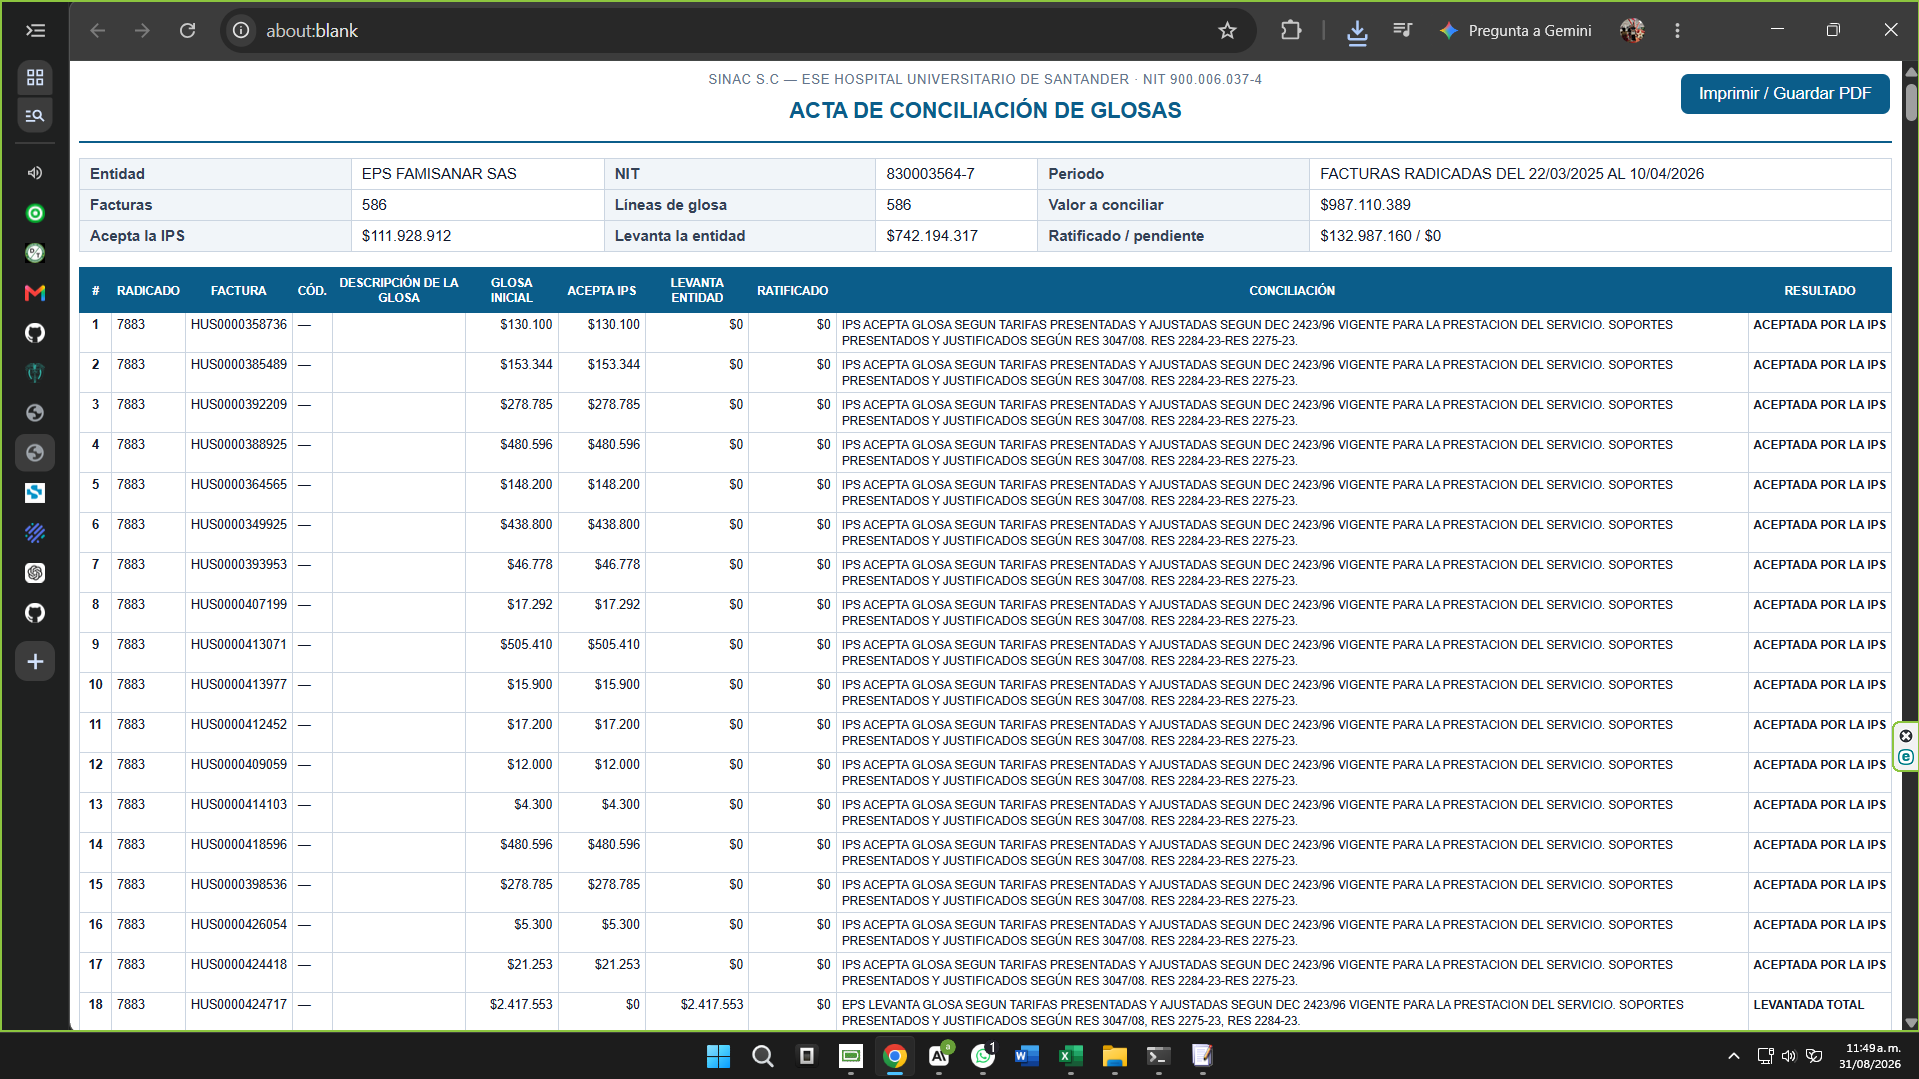 about:blank
Pregunta a Gemini
SINAC S.C — ESE HOSPITAL UNIVERSITARIO DE SANTANDER · NIT 900.006.037-4
ACTA DE CONCILIACIÓN DE GLOSAS
Imprimir / Guardar PDF
Entidad EPS FAMISANAR SAS NIT 830003564-7 Periodo FACTURAS RADICADAS DEL 22/03/2025 AL 10/04/2026
Facturas 586 Líneas de glosa 586 Valor a conciliar $987.110.389
Acepta la IPS $111.928.912 Levanta la entidad $742.194.317 Ratificado / pendiente $132.987.160 / $0
# RADICADO FACTURA CÓD. DESCRIPCIÓN DE LA GLOSA GLOSA INICIAL ACEPTA IPS LEVANTA ENTIDAD RATIFICADO CONCILIACIÓN RESULTADO
1 7883 HUS0000358736 — $130.100 $130.100 $0 $0 IPS ACEPTA GLOSA SEGUN TARIFAS PRESENTADAS Y AJUSTADAS SEGUN DEC 2423/96 VIGENTE PARA LA PRESTACION DEL SERVICIO. SOPORTES ACEPTADA POR LA IPS
PRESENTADOS Y JUSTIFICADOS SEGÚN RES 3047/08. RES 2284-23-RES 2275-23.
2 7883 HUS0000385489 — $153.344 $153.344 $0 $0 IPS ACEPTA GLOSA SEGUN TARIFAS PRESENTADAS Y AJUSTADAS SEGUN DEC 2423/96 VIGENTE PARA LA PRESTACION DEL SERVICIO. SOPORTES ACEPTADA POR LA IPS
PRESENTADOS Y JUSTIFICADOS SEGÚN RES 3047/08. RES 2284-23-RES 2275-23.
3 7883 HUS0000392209 — $278.785 $278.785 $0 $0 IPS ACEPTA GLOSA SEGUN TARIFAS PRESENTADAS Y AJUSTADAS SEGUN DEC 2423/96 VIGENTE PARA LA PRESTACION DEL SERVICIO. SOPORTES ACEPTADA POR LA IPS
PRESENTADOS Y JUSTIFICADOS SEGÚN RES 3047/08. RES 2284-23-RES 2275-23.
4 7883 HUS0000388925 — $480.596 $480.596 $0 $0 IPS ACEPTA GLOSA SEGUN TARIFAS PRESENTADAS Y AJUSTADAS SEGUN DEC 2423/96 VIGENTE PARA LA PRESTACION DEL SERVICIO. SOPORTES ACEPTADA POR LA IPS
PRESENTADOS Y JUSTIFICADOS SEGÚN RES 3047/08. RES 2284-23-RES 2275-23.
5 7883 HUS0000364565 — $148.200 $148.200 $0 $0 IPS ACEPTA GLOSA SEGUN TARIFAS PRESENTADAS Y AJUSTADAS SEGUN DEC 2423/96 VIGENTE PARA LA PRESTACION DEL SERVICIO. SOPORTES ACEPTADA POR LA IPS
PRESENTADOS Y JUSTIFICADOS SEGÚN RES 3047/08. RES 2284-23-RES 2275-23.
6 7883 HUS0000349925 — $438.800 $438.800 $0 $0 IPS ACEPTA GLOSA SEGUN TARIFAS PRESENTADAS Y AJUSTADAS SEGUN DEC 2423/96 VIGENTE PARA LA PRESTACION DEL SERVICIO. SOPORTES ACEPTADA POR LA IPS
PRESENTADOS Y JUSTIFICADOS SEGÚN RES 3047/08. RES 2284-23-RES 2275-23.
7 7883 HUS0000393953 — $46.778 $46.778 $0 $0 IPS ACEPTA GLOSA SEGUN TARIFAS PRESENTADAS Y AJUSTADAS SEGUN DEC 2423/96 VIGENTE PARA LA PRESTACION DEL SERVICIO. SOPORTES ACEPTADA POR LA IPS
PRESENTADOS Y JUSTIFICADOS SEGÚN RES 3047/08. RES 2284-23-RES 2275-23.
8 7883 HUS0000407199 — $17.292 $17.292 $0 $0 IPS ACEPTA GLOSA SEGUN TARIFAS PRESENTADAS Y AJUSTADAS SEGUN DEC 2423/96 VIGENTE PARA LA PRESTACION DEL SERVICIO. SOPORTES ACEPTADA POR LA IPS
PRESENTADOS Y JUSTIFICADOS SEGÚN RES 3047/08. RES 2284-23-RES 2275-23.
9 7883 HUS0000413071 — $505.410 $505.410 $0 $0 IPS ACEPTA GLOSA SEGUN TARIFAS PRESENTADAS Y AJUSTADAS SEGUN DEC 2423/96 VIGENTE PARA LA PRESTACION DEL SERVICIO. SOPORTES ACEPTADA POR LA IPS
PRESENTADOS Y JUSTIFICADOS SEGÚN RES 3047/08. RES 2284-23-RES 2275-23.
10 7883 HUS0000413977 — $15.900 $15.900 $0 $0 IPS ACEPTA GLOSA SEGUN TARIFAS PRESENTADAS Y AJUSTADAS SEGUN DEC 2423/96 VIGENTE PARA LA PRESTACION DEL SERVICIO. SOPORTES ACEPTADA POR LA IPS
PRESENTADOS Y JUSTIFICADOS SEGÚN RES 3047/08. RES 2284-23-RES 2275-23.
11 7883 HUS0000412452 — $17.200 $17.200 $0 $0 IPS ACEPTA GLOSA SEGUN TARIFAS PRESENTADAS Y AJUSTADAS SEGUN DEC 2423/96 VIGENTE PARA LA PRESTACION DEL SERVICIO. SOPORTES ACEPTADA POR LA IPS
PRESENTADOS Y JUSTIFICADOS SEGÚN RES 3047/08. RES 2284-23-RES 2275-23.
12 7883 HUS0000409059 — $12.000 $12.000 $0 $0 IPS ACEPTA GLOSA SEGUN TARIFAS PRESENTADAS Y AJUSTADAS SEGUN DEC 2423/96 VIGENTE PARA LA PRESTACION DEL SERVICIO. SOPORTES ACEPTADA POR LA IPS
PRESENTADOS Y JUSTIFICADOS SEGÚN RES 3047/08. RES 2284-23-RES 2275-23.
13 7883 HUS0000414103 — $4.300 $4.300 $0 $0 IPS ACEPTA GLOSA SEGUN TARIFAS PRESENTADAS Y AJUSTADAS SEGUN DEC 2423/96 VIGENTE PARA LA PRESTACION DEL SERVICIO. SOPORTES ACEPTADA POR LA IPS
PRESENTADOS Y JUSTIFICADOS SEGÚN RES 3047/08. RES 2284-23-RES 2275-23.
14 7883 HUS0000418596 — $480.596 $480.596 $0 $0 IPS ACEPTA GLOSA SEGUN TARIFAS PRESENTADAS Y AJUSTADAS SEGUN DEC 2423/96 VIGENTE PARA LA PRESTACION DEL SERVICIO. SOPORTES ACEPTADA POR LA IPS
PRESENTADOS Y JUSTIFICADOS SEGÚN RES 3047/08. RES 2284-23-RES 2275-23.
15 7883 HUS0000398536 — $278.785 $278.785 $0 $0 IPS ACEPTA GLOSA SEGUN TARIFAS PRESENTADAS Y AJUSTADAS SEGUN DEC 2423/96 VIGENTE PARA LA PRESTACION DEL SERVICIO. SOPORTES ACEPTADA POR LA IPS
PRESENTADOS Y JUSTIFICADOS SEGÚN RES 3047/08. RES 2284-23-RES 2275-23.
16 7883 HUS0000426054 — $5.300 $5.300 $0 $0 IPS ACEPTA GLOSA SEGUN TARIFAS PRESENTADAS Y AJUSTADAS SEGUN DEC 2423/96 VIGENTE PARA LA PRESTACION DEL SERVICIO. SOPORTES ACEPTADA POR LA IPS
PRESENTADOS Y JUSTIFICADOS SEGÚN RES 3047/08. RES 2284-23-RES 2275-23.
17 7883 HUS0000424418 — $21.253 $21.253 $0 $0 IPS ACEPTA GLOSA SEGUN TARIFAS PRESENTADAS Y AJUSTADAS SEGUN DEC 2423/96 VIGENTE PARA LA PRESTACION DEL SERVICIO. SOPORTES ACEPTADA POR LA IPS
PRESENTADOS Y JUSTIFICADOS SEGÚN RES 3047/08. RES 2284-23-RES 2275-23.
18 7883 HUS0000424717 — $2.417.553 $0 $2.417.553 $0 EPS LEVANTA GLOSA SEGUN TARIFAS PRESENTADAS Y AJUSTADAS SEGUN DEC 2423/96 VIGENTE PARA LA PRESTACION DEL SERVICIO. SOPORTES LEVANTADA TOTAL
PRESENTADOS Y JUSTIFICADOS SEGÚN RES 3047/08, RES 2275-23, RES 2284-23.
11:49 a. m.
31/08/2026